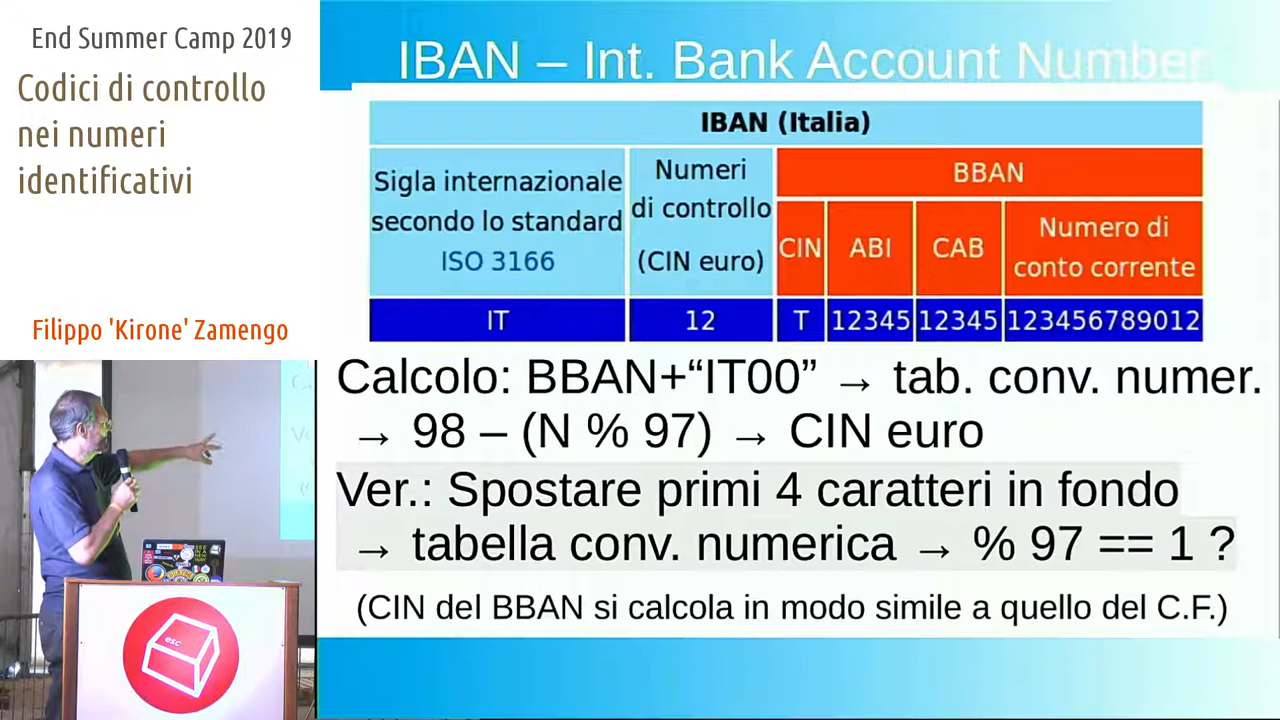 End Summer Camp 2019
Codici di controllo
nei numeri
identificativi
Filippo 'Kirone' Zamengo
IBAN – Int. Bank Account Number
IBAN (Italia)
Sigla internazionale
secondo lo standard
ISO 3166
Numeri
di controllo
(CIN euro)
BBAN
CIN
ABI
CAB
Numero di
conto corrente
IT
12
T
12345
12345
123456789012
Calcolo: BBAN+“IT00” → tab. conv. numer.
→ 98 – (N % 97) → CIN euro
Ver.: Spostare primi 4 caratteri in fondo
→ tabella conv. numerica → % 97 == 1 ?
(CIN del BBAN si calcola in modo simile a quello del C.F.)
esc